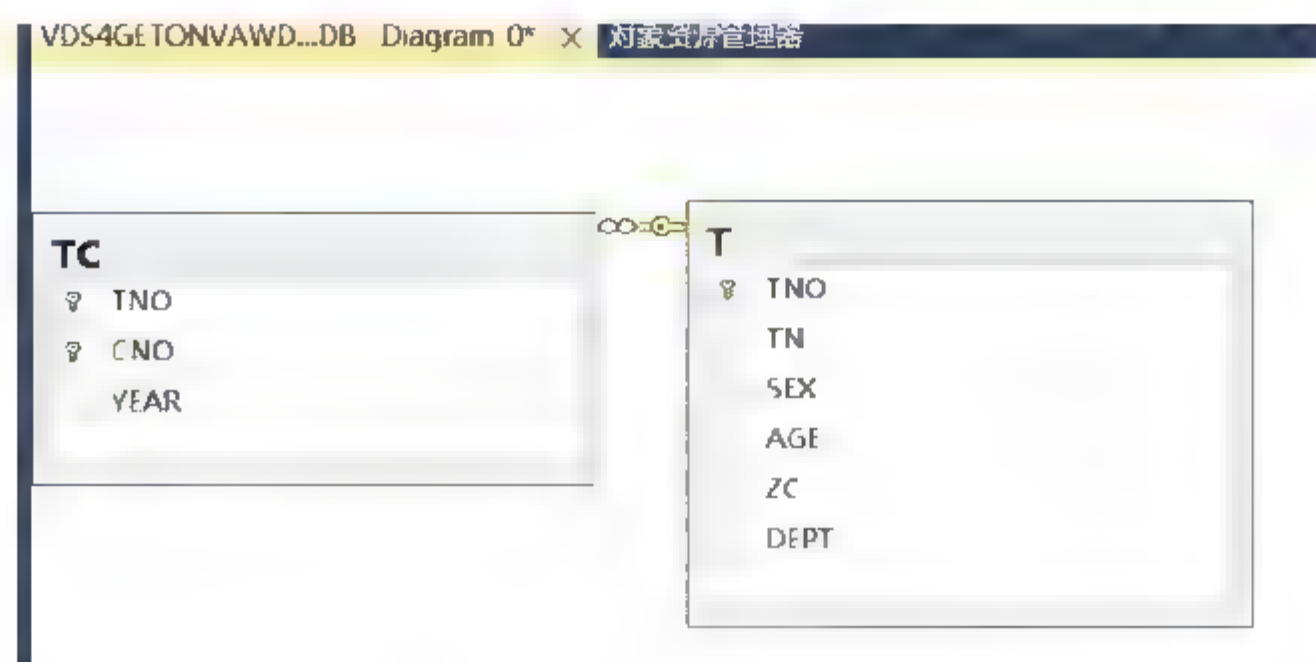 VDS4GETONVAWD...DB Diagram 0* × 对象资源管理器
TC
TNO
CNO
YEAR
T
TNO
TN
SEX
AGE
ZC
DEPT